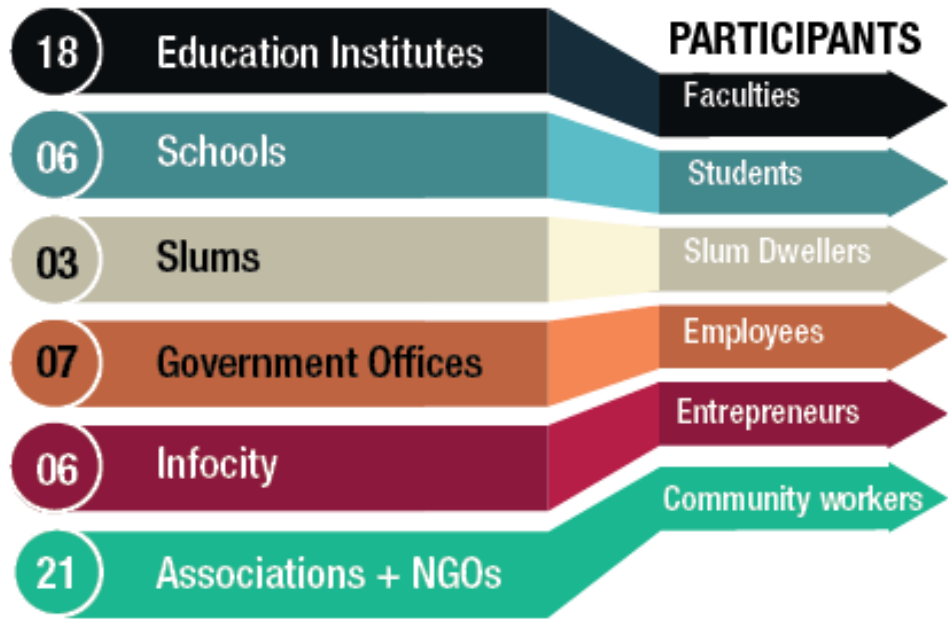 PARTICIPANTS
18 Education Institutes
Faculties
06 Schools
Students
03 Slums
Slum Dwellers
07 Government Offices
Employees
06 Infocity
Entrepreneurs
21 Associations + NGOs
Community workers